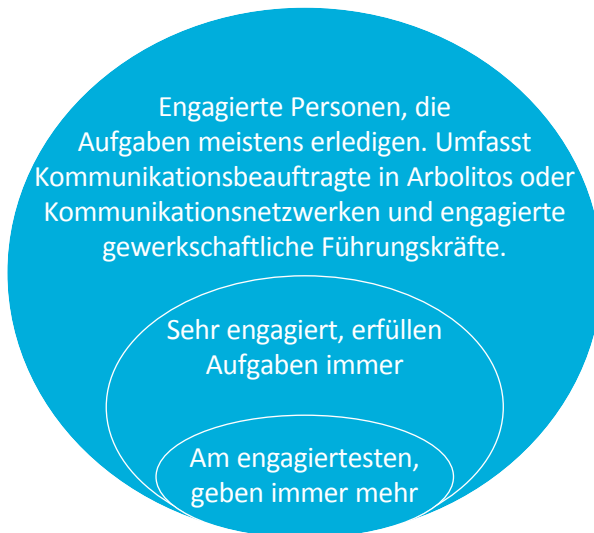 Engagierte Personen, die
Aufgaben meistens erledigen. Umfasst
Kommunikationsbeauftragte in Arbolitos oder
Kommunikationsnetzwerken und engagierte
gewerkschaftliche Führungskräfte.
Sehr engagiert, erfüllen
Aufgaben immer
Am engagiertesten,
geben immer mehr